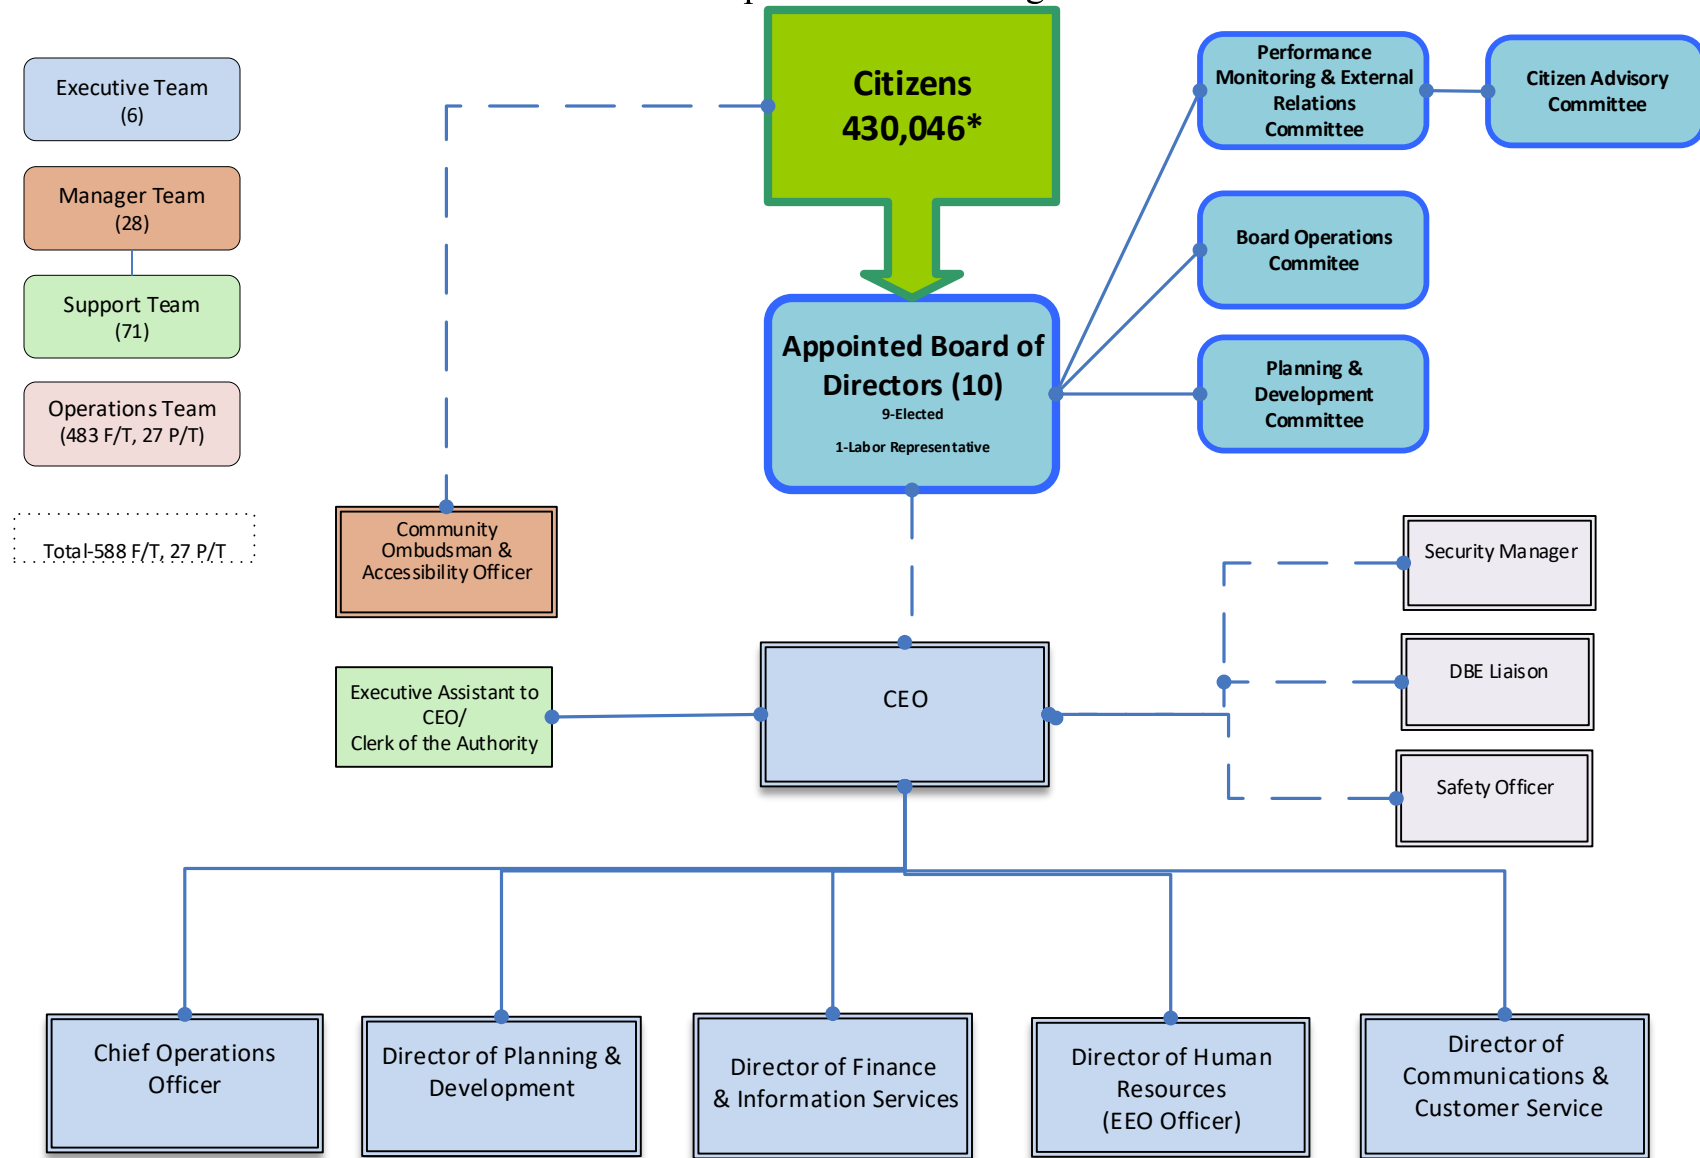 Citizens
430,046*
Performance
Monitoring & External
Relations
Committee
Citizen Advisory
Committee
Executive Team
(6)
Manager Team
(28)
Support Team
(71)
Operations Team
(483 F/T, 27 P/T)
Total-588 F/T, 27 P/T
Board Operations
Commitee
Appointed Board of
Directors (10)
9-Elected
1-Labor Representative
Planning &
Development
Committee
Community
Ombudsman &
Accessibility Officer
Security Manager
Executive Assistant to
CEO/
Clerk of the Authority
CEO
DBE Liaison
Safety Officer
Chief Operations
Officer
Director of Planning &
Development
Director of Finance
& Information Services
Director of Human
Resources
(EEO Officer)
Director of
Communications &
Customer Service